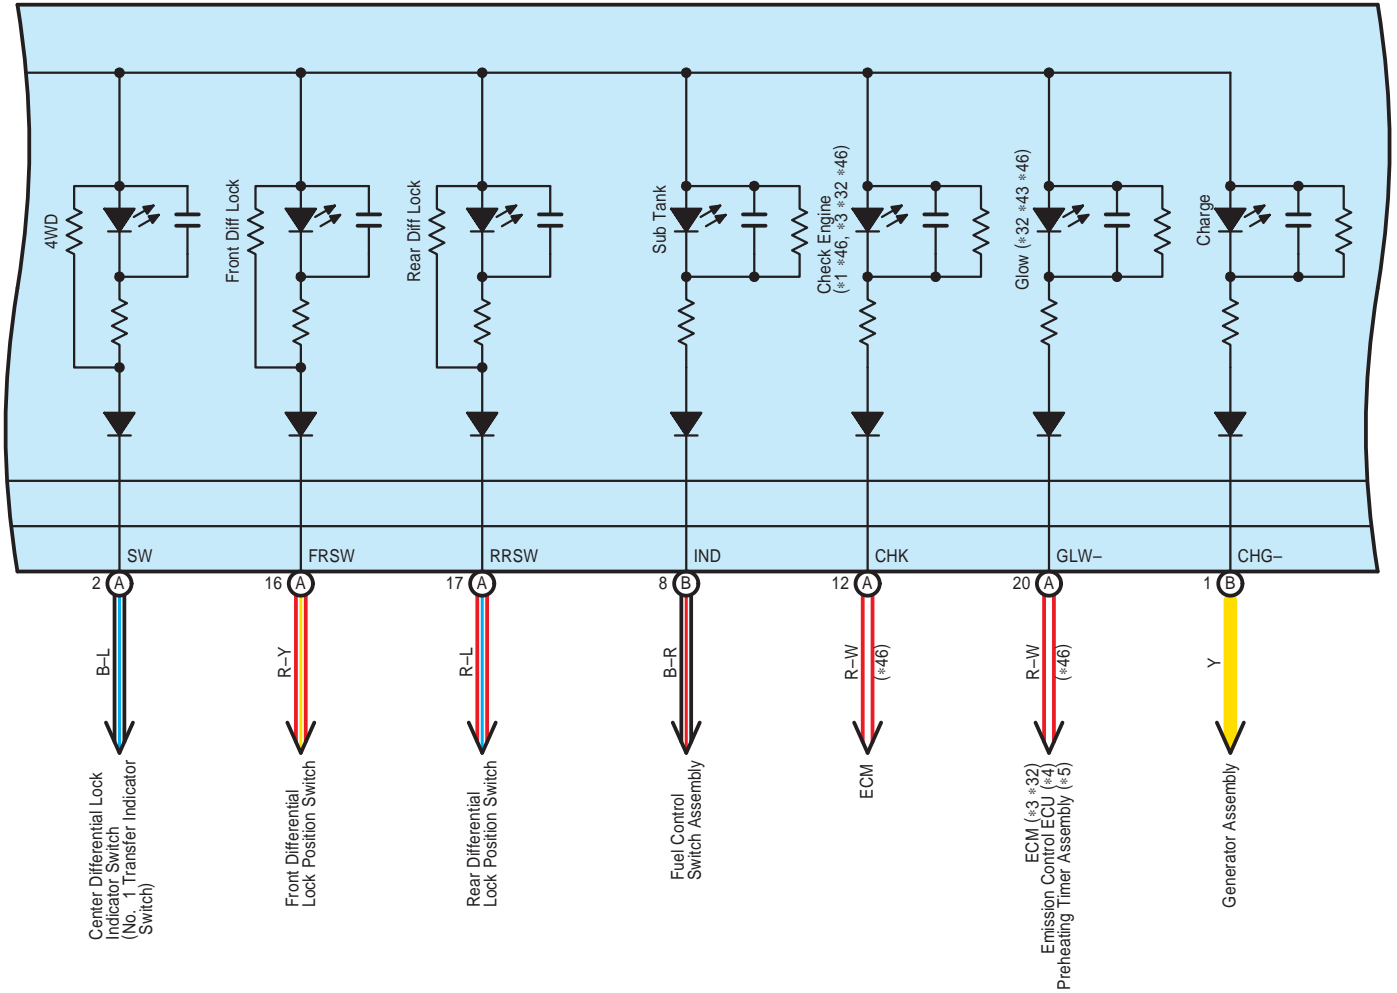 4WD
Front Diff Lock
Rear Diff Lock
Sub Tank
Check Engine
(*1 *46, *3 *32 *46)
Glow (*32 *43 *46)
Charge
SW
FRSW
RRSW
IND
CHK
GLW–
CHG–
2 A
16 A
17 A
8 B
12 A
20 A
1 B
B–L
R–Y
R–L
B–R
R–W
(*46)
R–W
(*46)
Y
Center Differential Lock
Indicator Switch
(No. 1 Transfer Indicator
Switch)
Front Differential
Lock Position Switch
Rear Differential
Lock Position Switch
Fuel Control
Switch Assembly
ECM
ECM (*3 *32)
Emission Control ECU (*4)
Preheating Timer Assembly (*5)
Generator Assembly